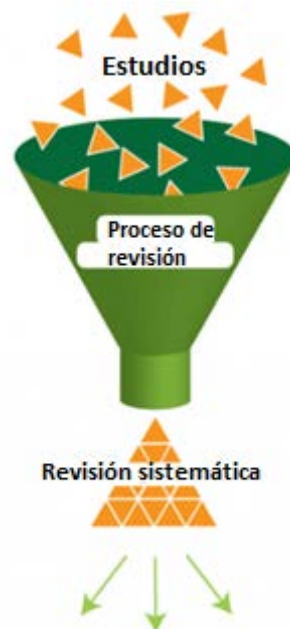 Estudios
Proceso de
revisión
Revisión sistemática